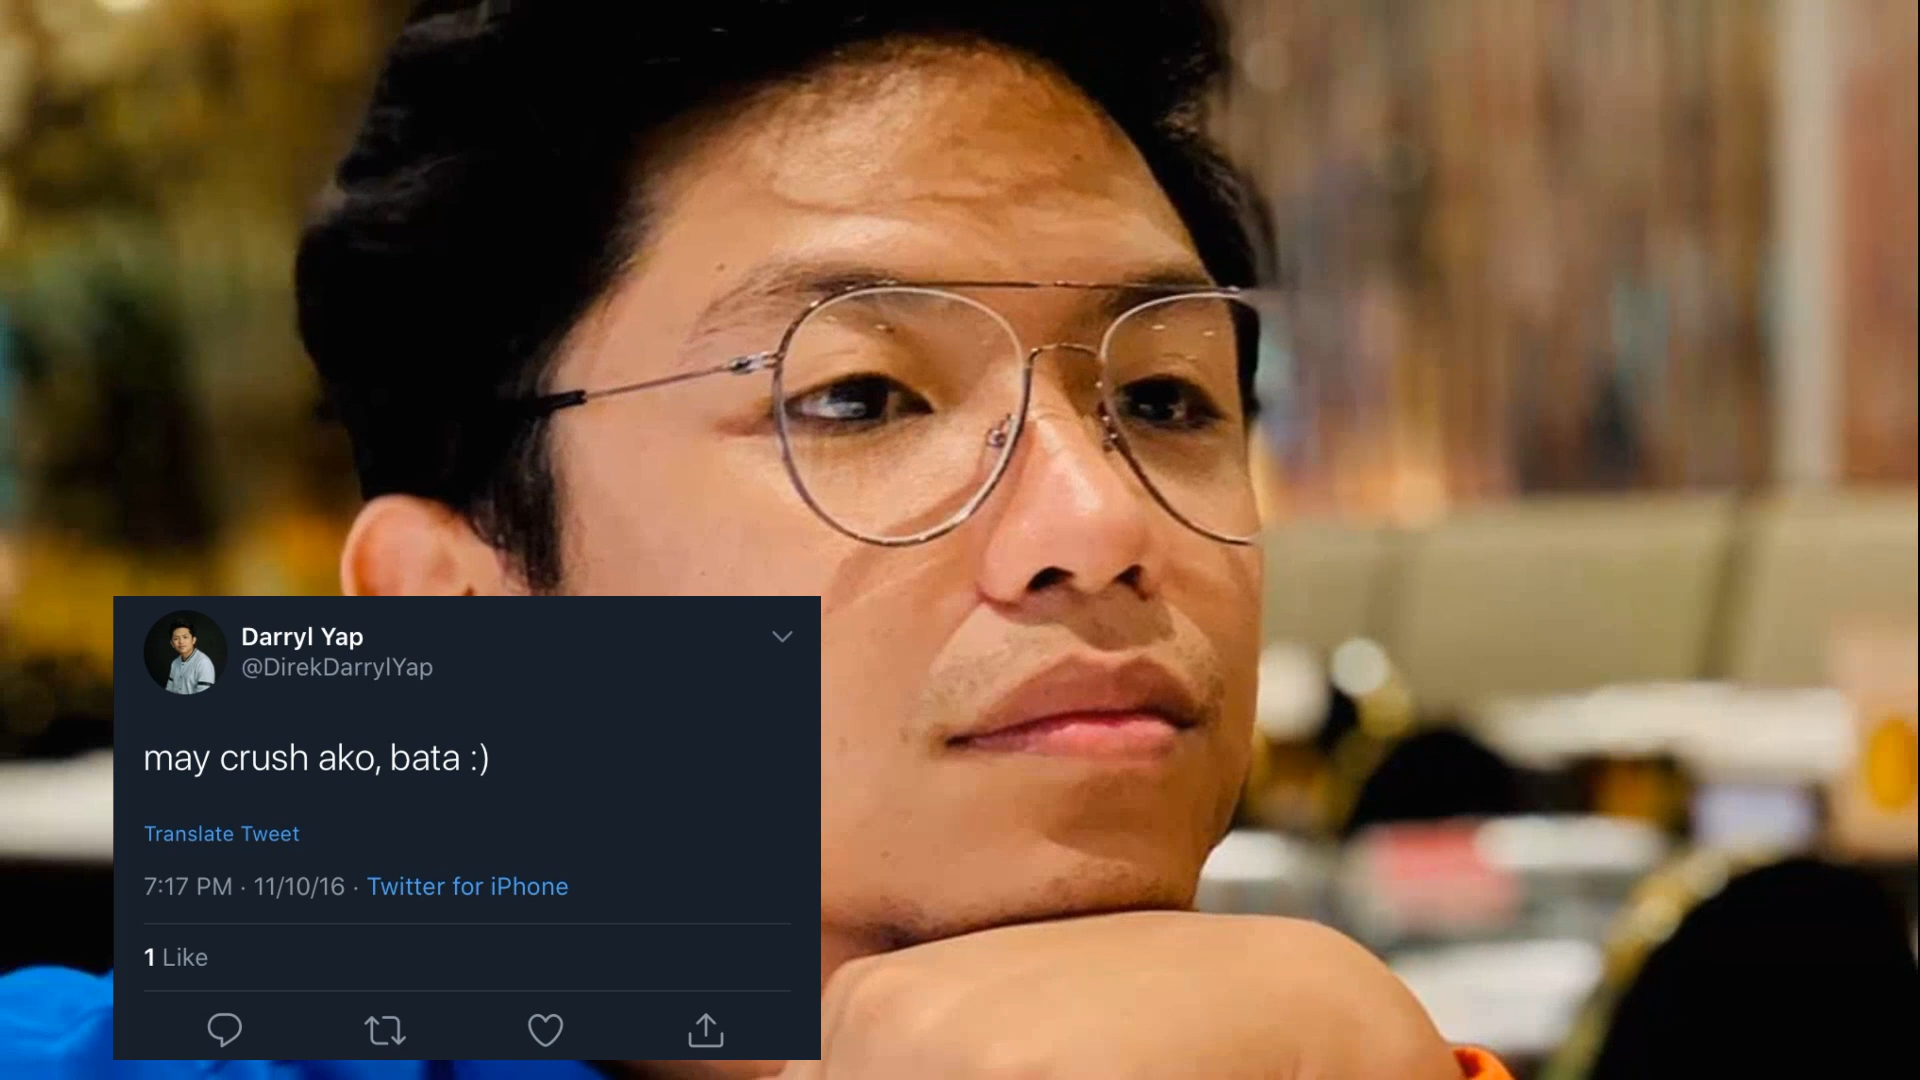 Darryl Yap
@DirekDarrylYap
may crush ako, bata :)
Translate Tweet
7:17 PM · 11/10/16 · Twitter for iPhone
1 Like